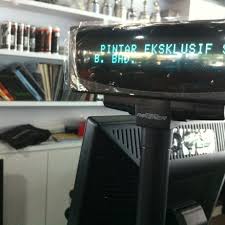 PINTAR EKSKLUSIF S
B. BAD.